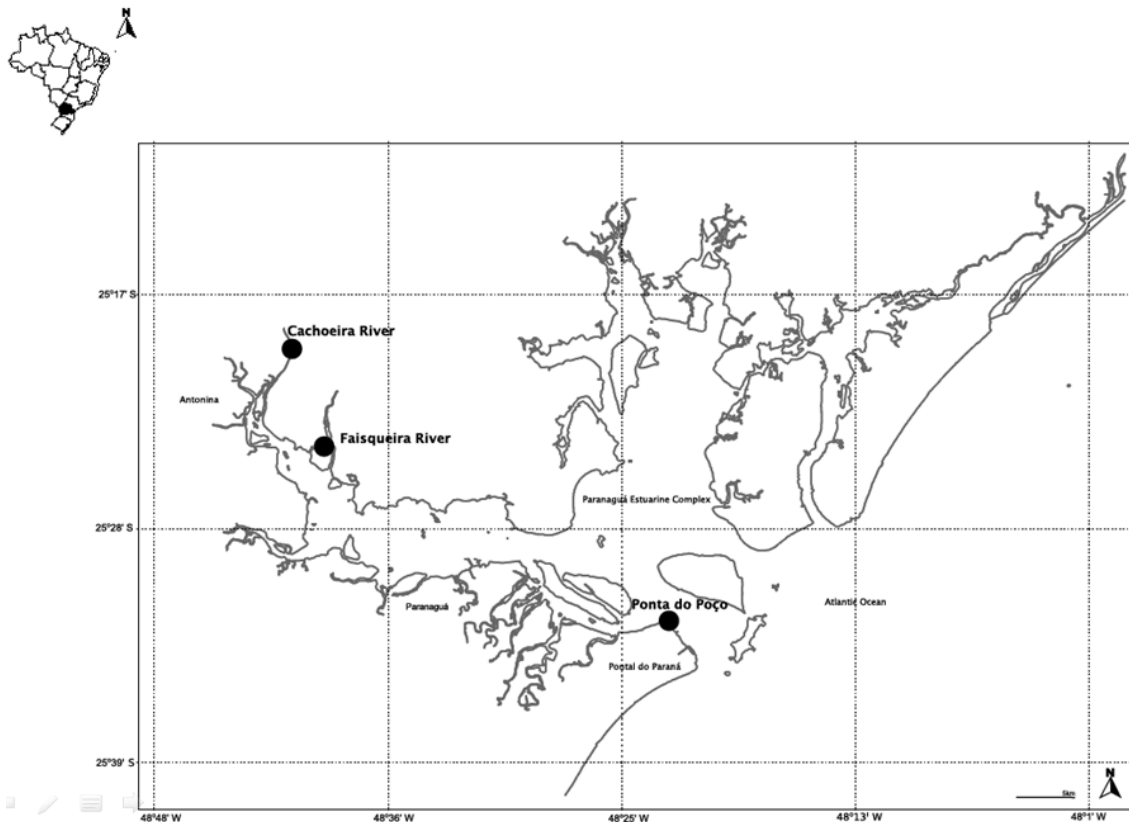 N
25°17' S
Cachoeira River
Antonina
Faisqueira River
Paranaguá Estuarine Complex
25°28' S
Paranaguá
Ponta do Poço
Atlantic Ocean
Pontal do Paraná
25°39' S
N
5km
48°48' W
48°36' W
48°25' W
48°13' W
48°1' W